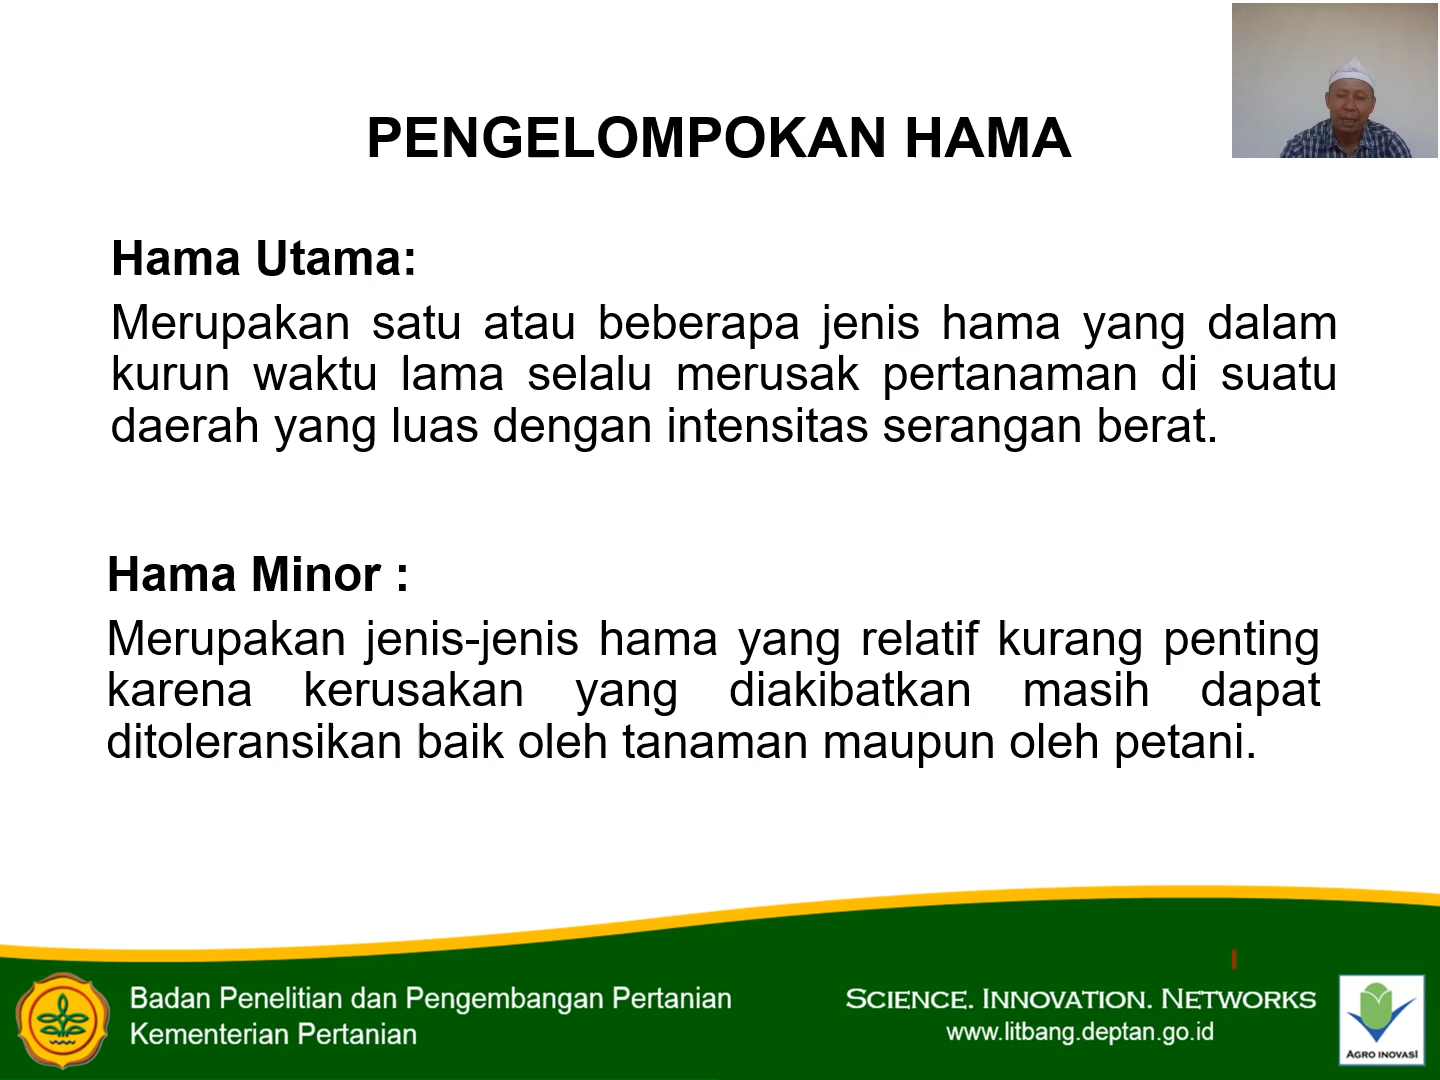 PENGELOMPOKAN HAMA
Hama Utama:
Merupakan satu atau beberapa jenis hama yang dalam
kurun waktu lama selalu merusak pertanaman di suatu
daerah yang luas dengan intensitas serangan berat.
Hama Minor :
Merupakan jenis-jenis hama yang relatif kurang penting
karena kerusakan yang diakibatkan masih dapat
ditoleransikan baik oleh tanaman maupun oleh petani.
Badan Penelitian dan Pengembangan Pertanian
Kementerian Pertanian
SCIENCE. INNOVATION. NETWORKS
www.litbang.deptan.go.id
AGRO INOVASI